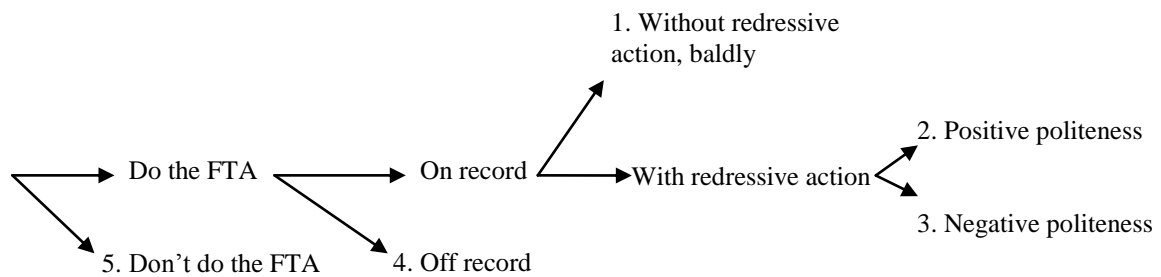 1. Without redressive
action, baldly
2. Positive politeness
Do the FTA
On record
With redressive action
3. Negative politeness
5. Don't do the FTA
4. Off record